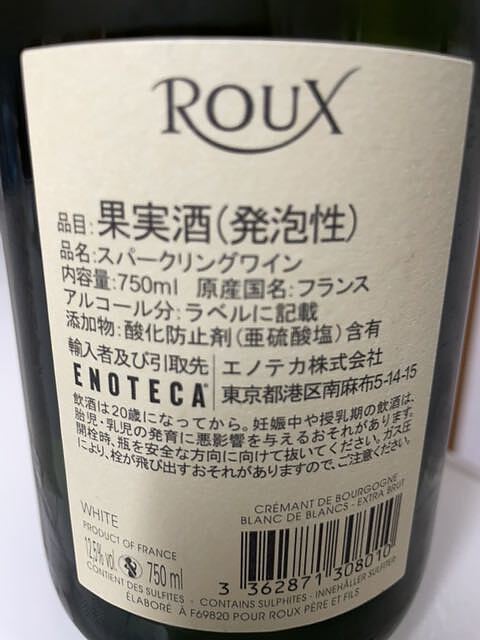 ROUX
品目:果実酒(発泡性)
品名:スパークリングワイン
内容量:750ml 原産国名:フランス
アルコール分:ラベルに記載
添加物:酸化防止剤(亜硫酸塩)含有
輸入者及び引取先 エノテカ株式会社
ENOTECA 東京都港区南麻布5-14-15
飲酒は20歳になってから。妊娠中や授乳期の飲酒は、
胎児・乳児の発育に悪影響を与えるおそれがあります。
開栓時、瓶を安全な方向に向けて抜いてください。ガス圧
により、栓が飛び出すおそれがありますので、ご注意ください。
CRÉMANT DE BOURGOGNE
BLANC DE BLANCS - EXTRA BRUT
WHITE
PRODUCT OF FRANCE
12,5% vol. 750 ml
3 362871 308010
CONTIENT DES SULFITES - CONTAINS SULPHITES - INNEHÅLLER SULFITER
ÉLABORÉ À F69820 POUR ROUX PÈRE ET FILS